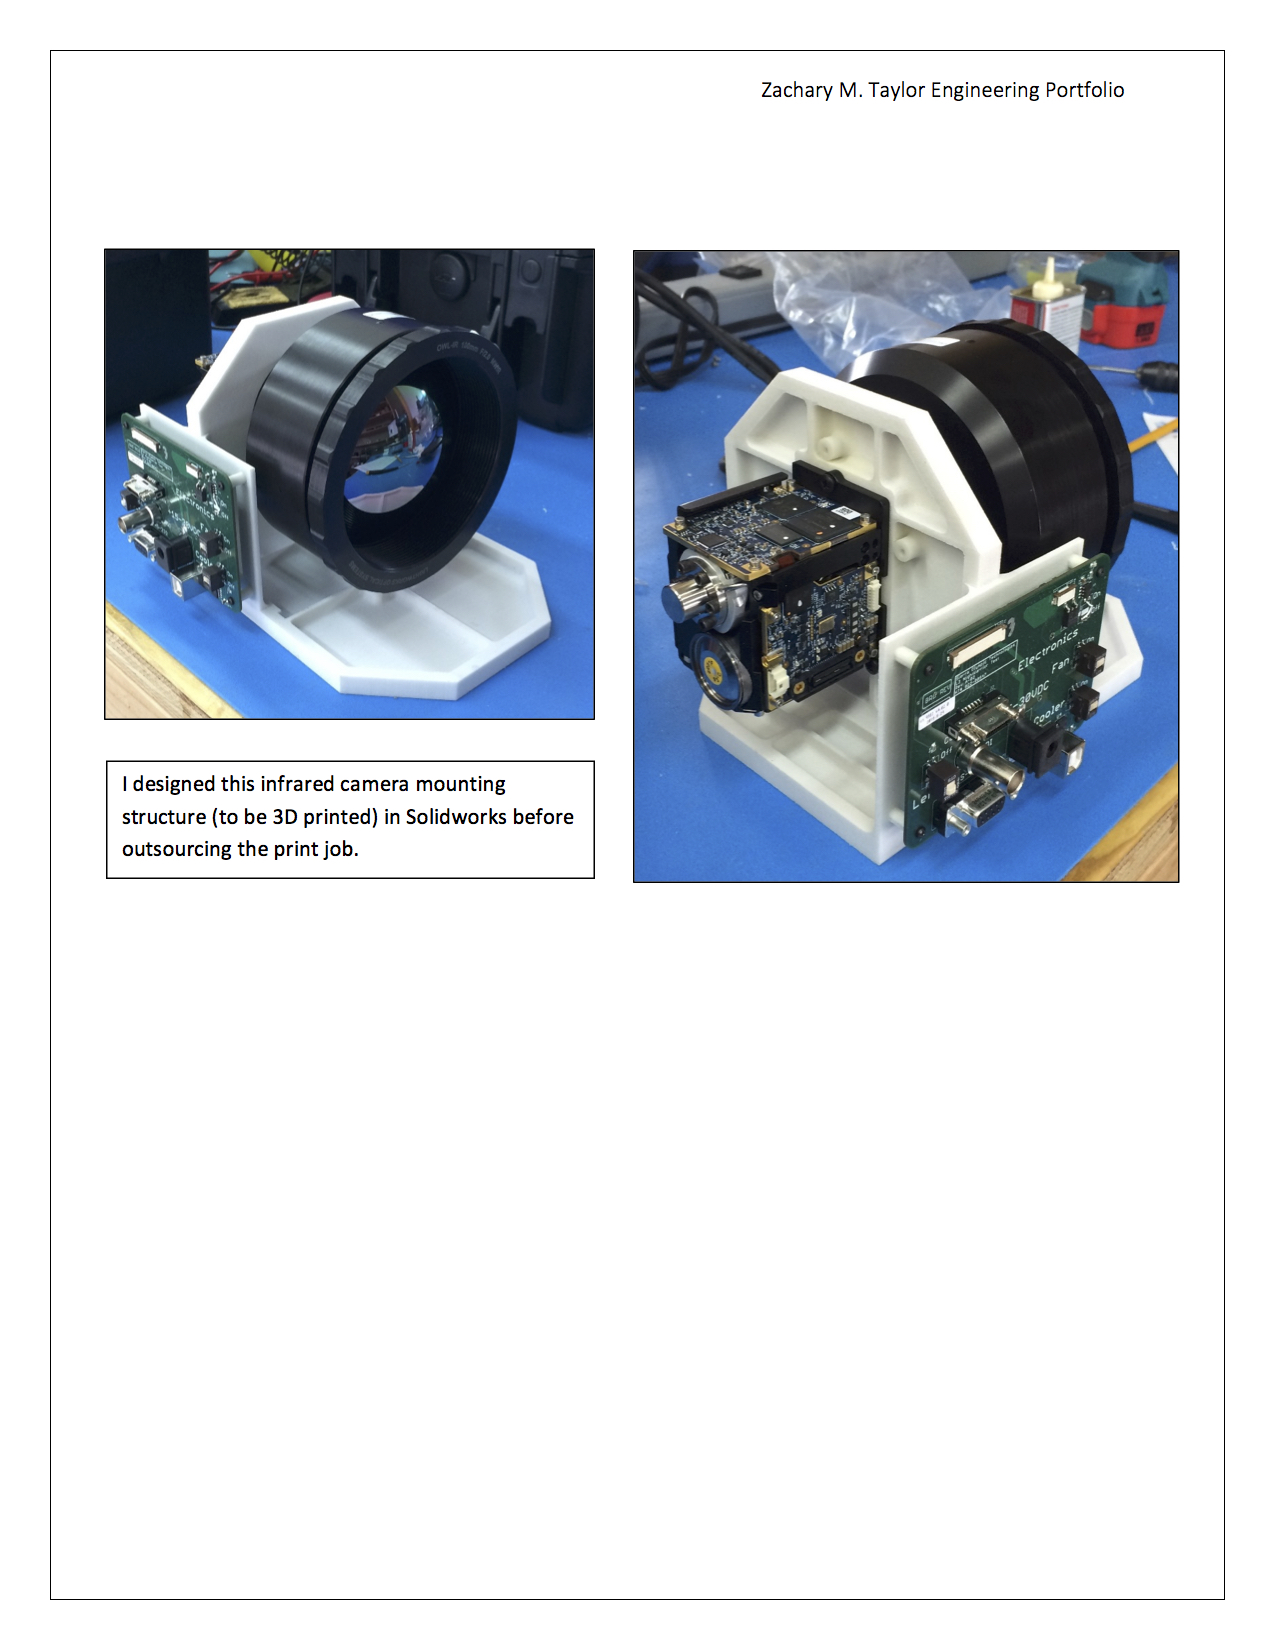 Zachary M. Taylor Engineering Portfolio
I designed this infrared camera mounting
structure (to be 3D printed) in Solidworks before
outsourcing the print job.
Electronics
Fan
30VDC
Cooler